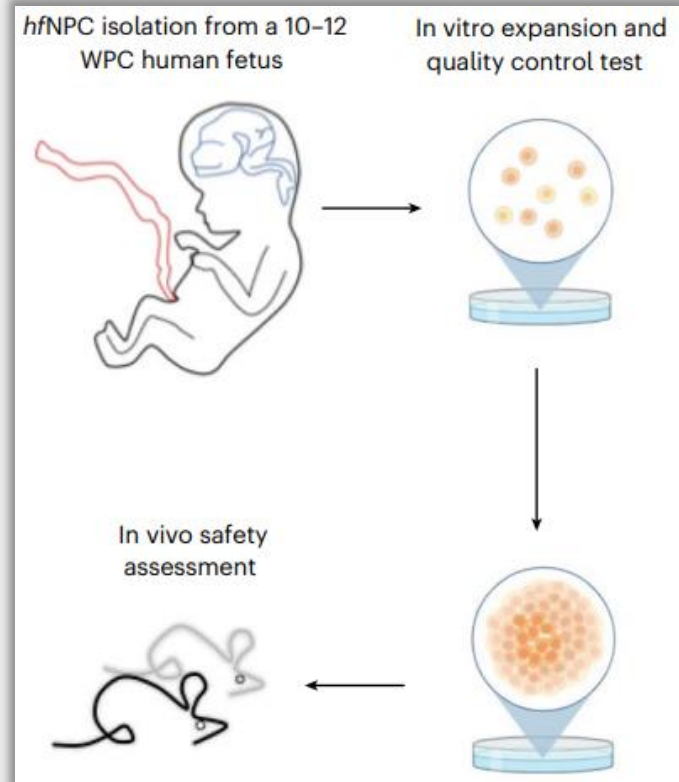 hfNPC isolation from a 10–12
WPC human fetus
In vitro expansion and
quality control test
In vivo safety
assessment